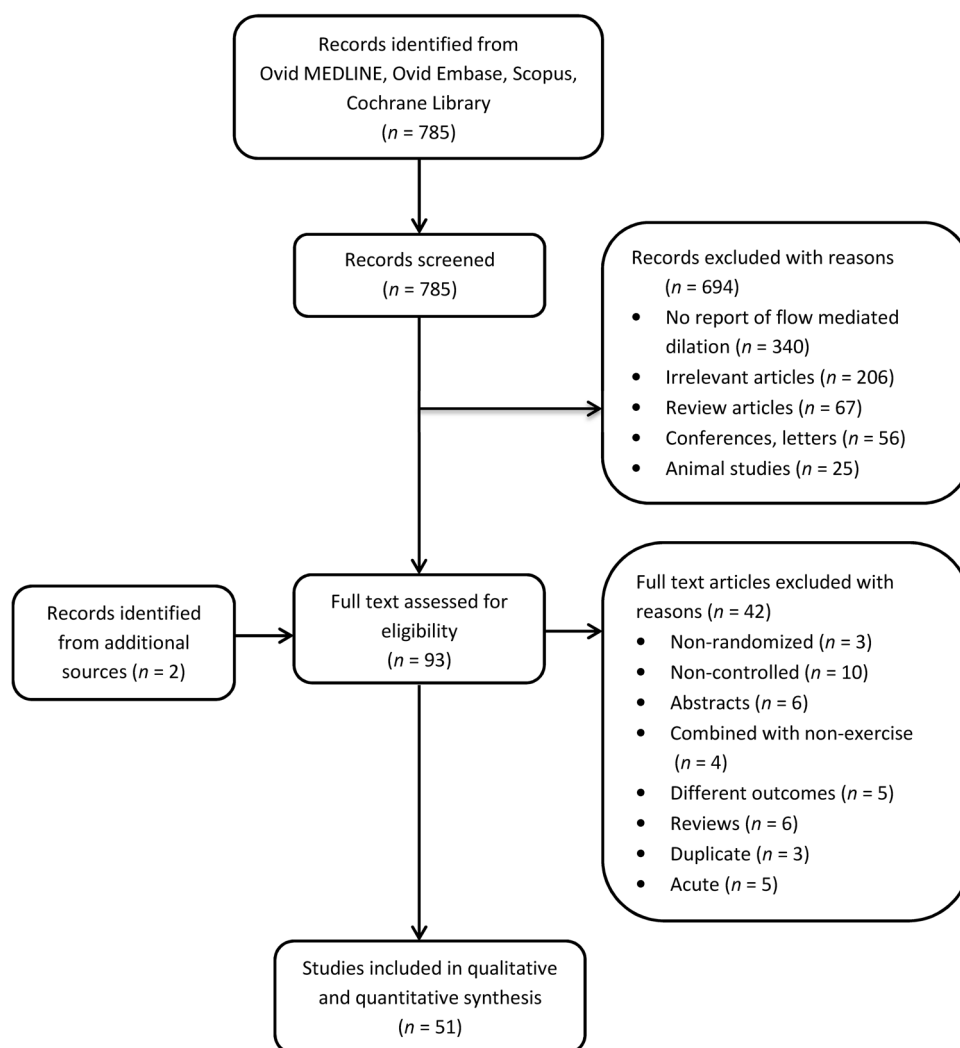 Records identified from
Ovid MEDLINE, Ovid Embase, Scopus,
Cochrane Library
(n = 785)
Records screened
(n = 785)
Records excluded with reasons
(n = 694)
• No report of flow mediated
dilation (n = 340)
• Irrelevant articles (n = 206)
• Review articles (n = 67)
• Conferences, letters (n = 56)
• Animal studies (n = 25)
Records identified
from additional
sources (n = 2)
Full text assessed for
eligibility
(n = 93)
Full text articles excluded with
reasons (n = 42)
• Non-randomized (n = 3)
• Non-controlled (n = 10)
• Abstracts (n = 6)
• Combined with non-exercise
(n = 4)
• Different outcomes (n = 5)
• Reviews (n = 6)
• Duplicate (n = 3)
• Acute (n = 5)
Studies included in qualitative
and quantitative synthesis
(n = 51)